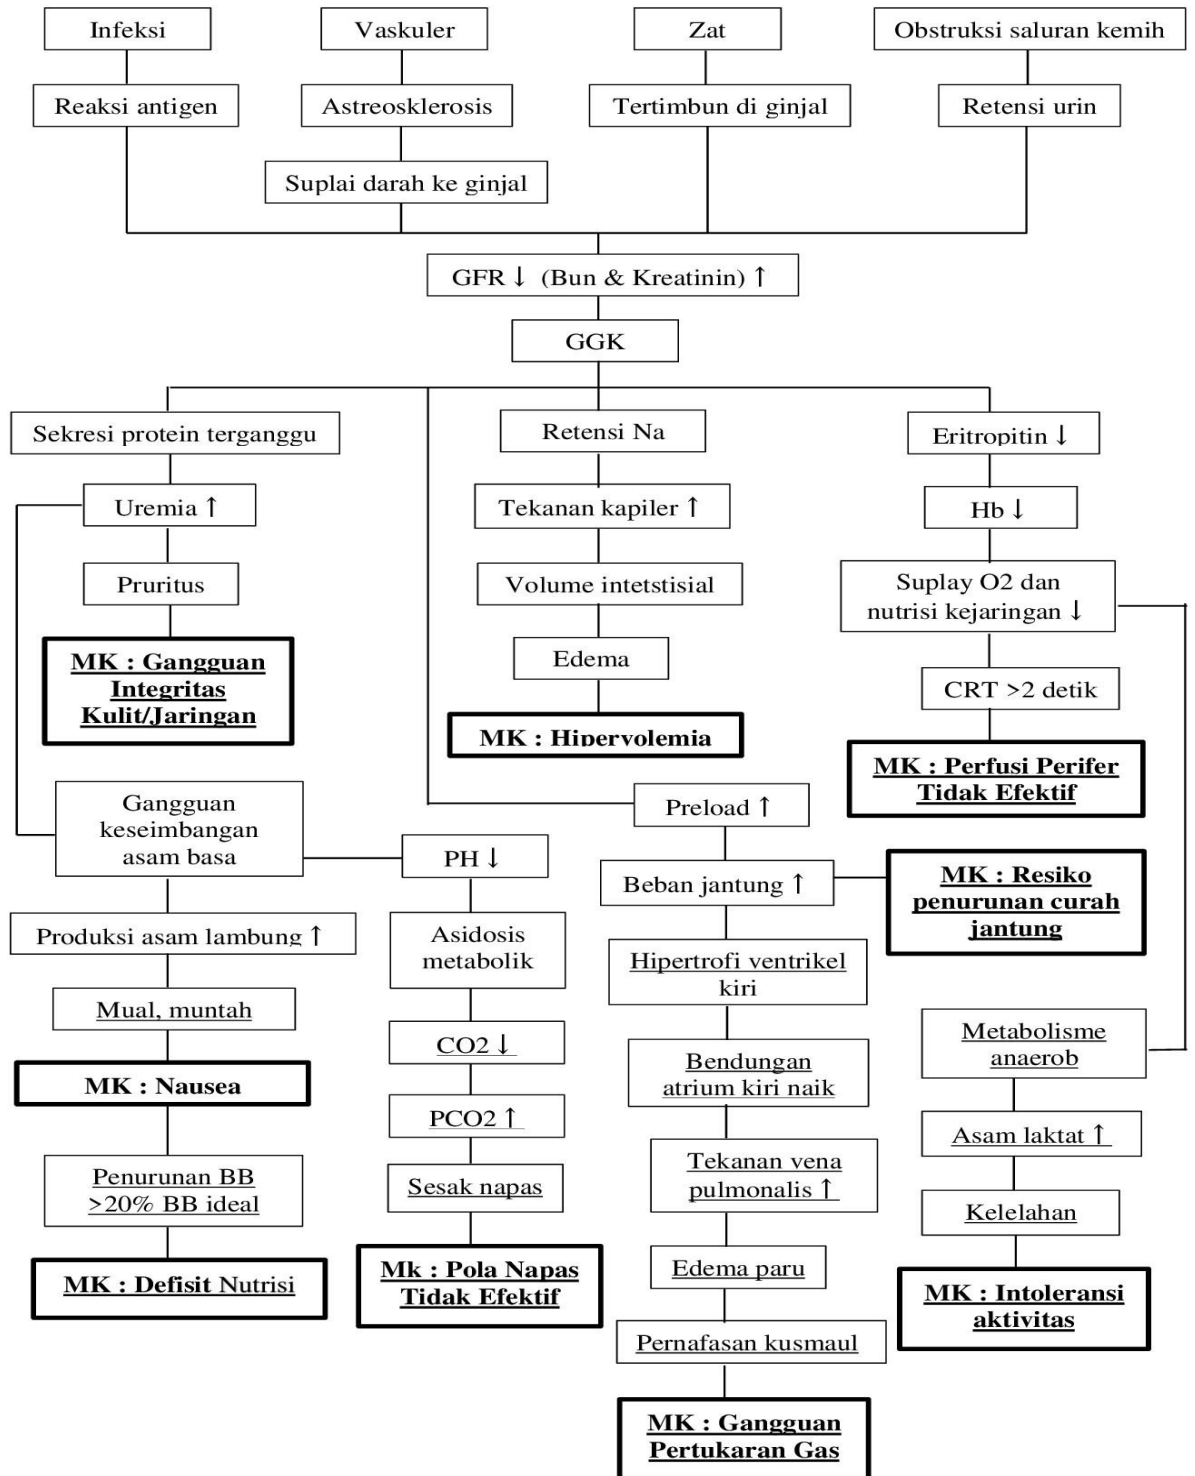 Infeksi
Vaskuler
Zat
Obstruksi saluran kemih
Reaksi antigen
Astreosklerosis
Tertimbun di ginjal
Retensi urin
Suplai darah ke ginjal
GFR ↓ (Bun & Kreatinin) ↑
GGK
Sekresi protein terganggu
Retensi Na
Eritropitin ↓
Uremia ↑
Tekanan kapiler ↑
Hb ↓
Pruritus
Volume intetstisial
Suplay O2 dan
nutrisi kejaringan ↓
MK : Gangguan
Integritas
Kulit/Jaringan
Edema
CRT >2 detik
MK : Hipervolemia
MK : Perfusi Perifer
Tidak Efektif
Gangguan
keseimbangan
asam basa
Preload ↑
PH ↓
Beban jantung ↑
MK : Resiko
penurunan curah
jantung
Produksi asam lambung ↑
Asidosis
metabolik
Hipertrofi ventrikel
kiri
Mual, muntah
CO2 ↓
Bendungan
atrium kiri naik
Metabolisme
anaerob
MK : Nausea
PCO2 ↑
Tekanan vena
pulmonalis ↑
Asam laktat ↑
Penurunan BB
>20% BB ideal
Sesak napas
Kelelahan
MK : Defisit Nutrisi
Mk : Pola Napas
Tidak Efektif
Edema paru
MK : Intoleransi
aktivitas
Pernafasan kusmaul
MK : Gangguan
Pertukaran Gas